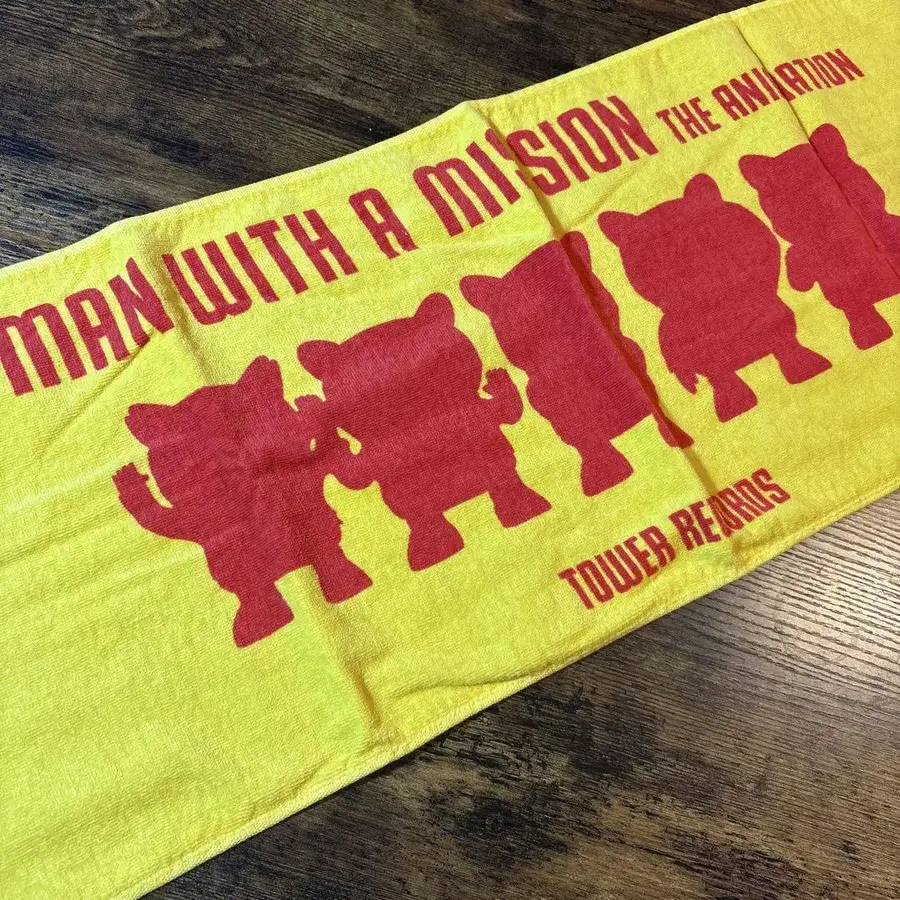 MAN WITH A MISSION THE ANIMATION
TOWER RECORDS